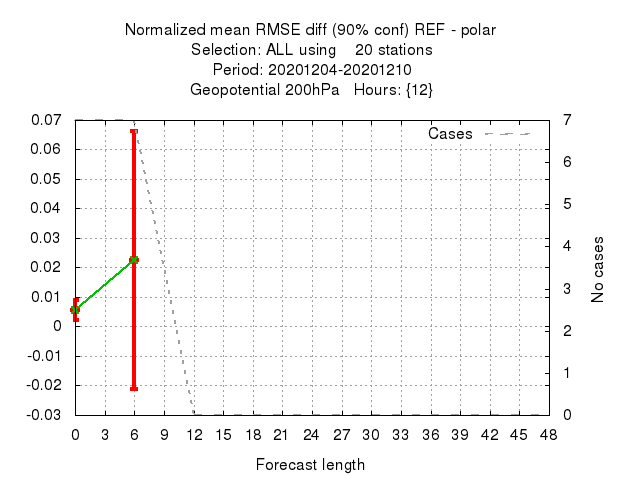 Normalized mean RMSE diff (90% conf) REF - polar
Selection: ALL using    20 stations
Period: 20201204-20201210
Geopotential 200hPa   Hours: {12}
0.07
0.06
0.05
0.04
0.03
0.02
0.01
0
-0.01
-0.02
-0.03
Cases
7
6
5
4
3
2
1
0
No cases
0 3 6 9 12 15 18 21 24 27 30 33 36 39 42 45 48
Forecast length